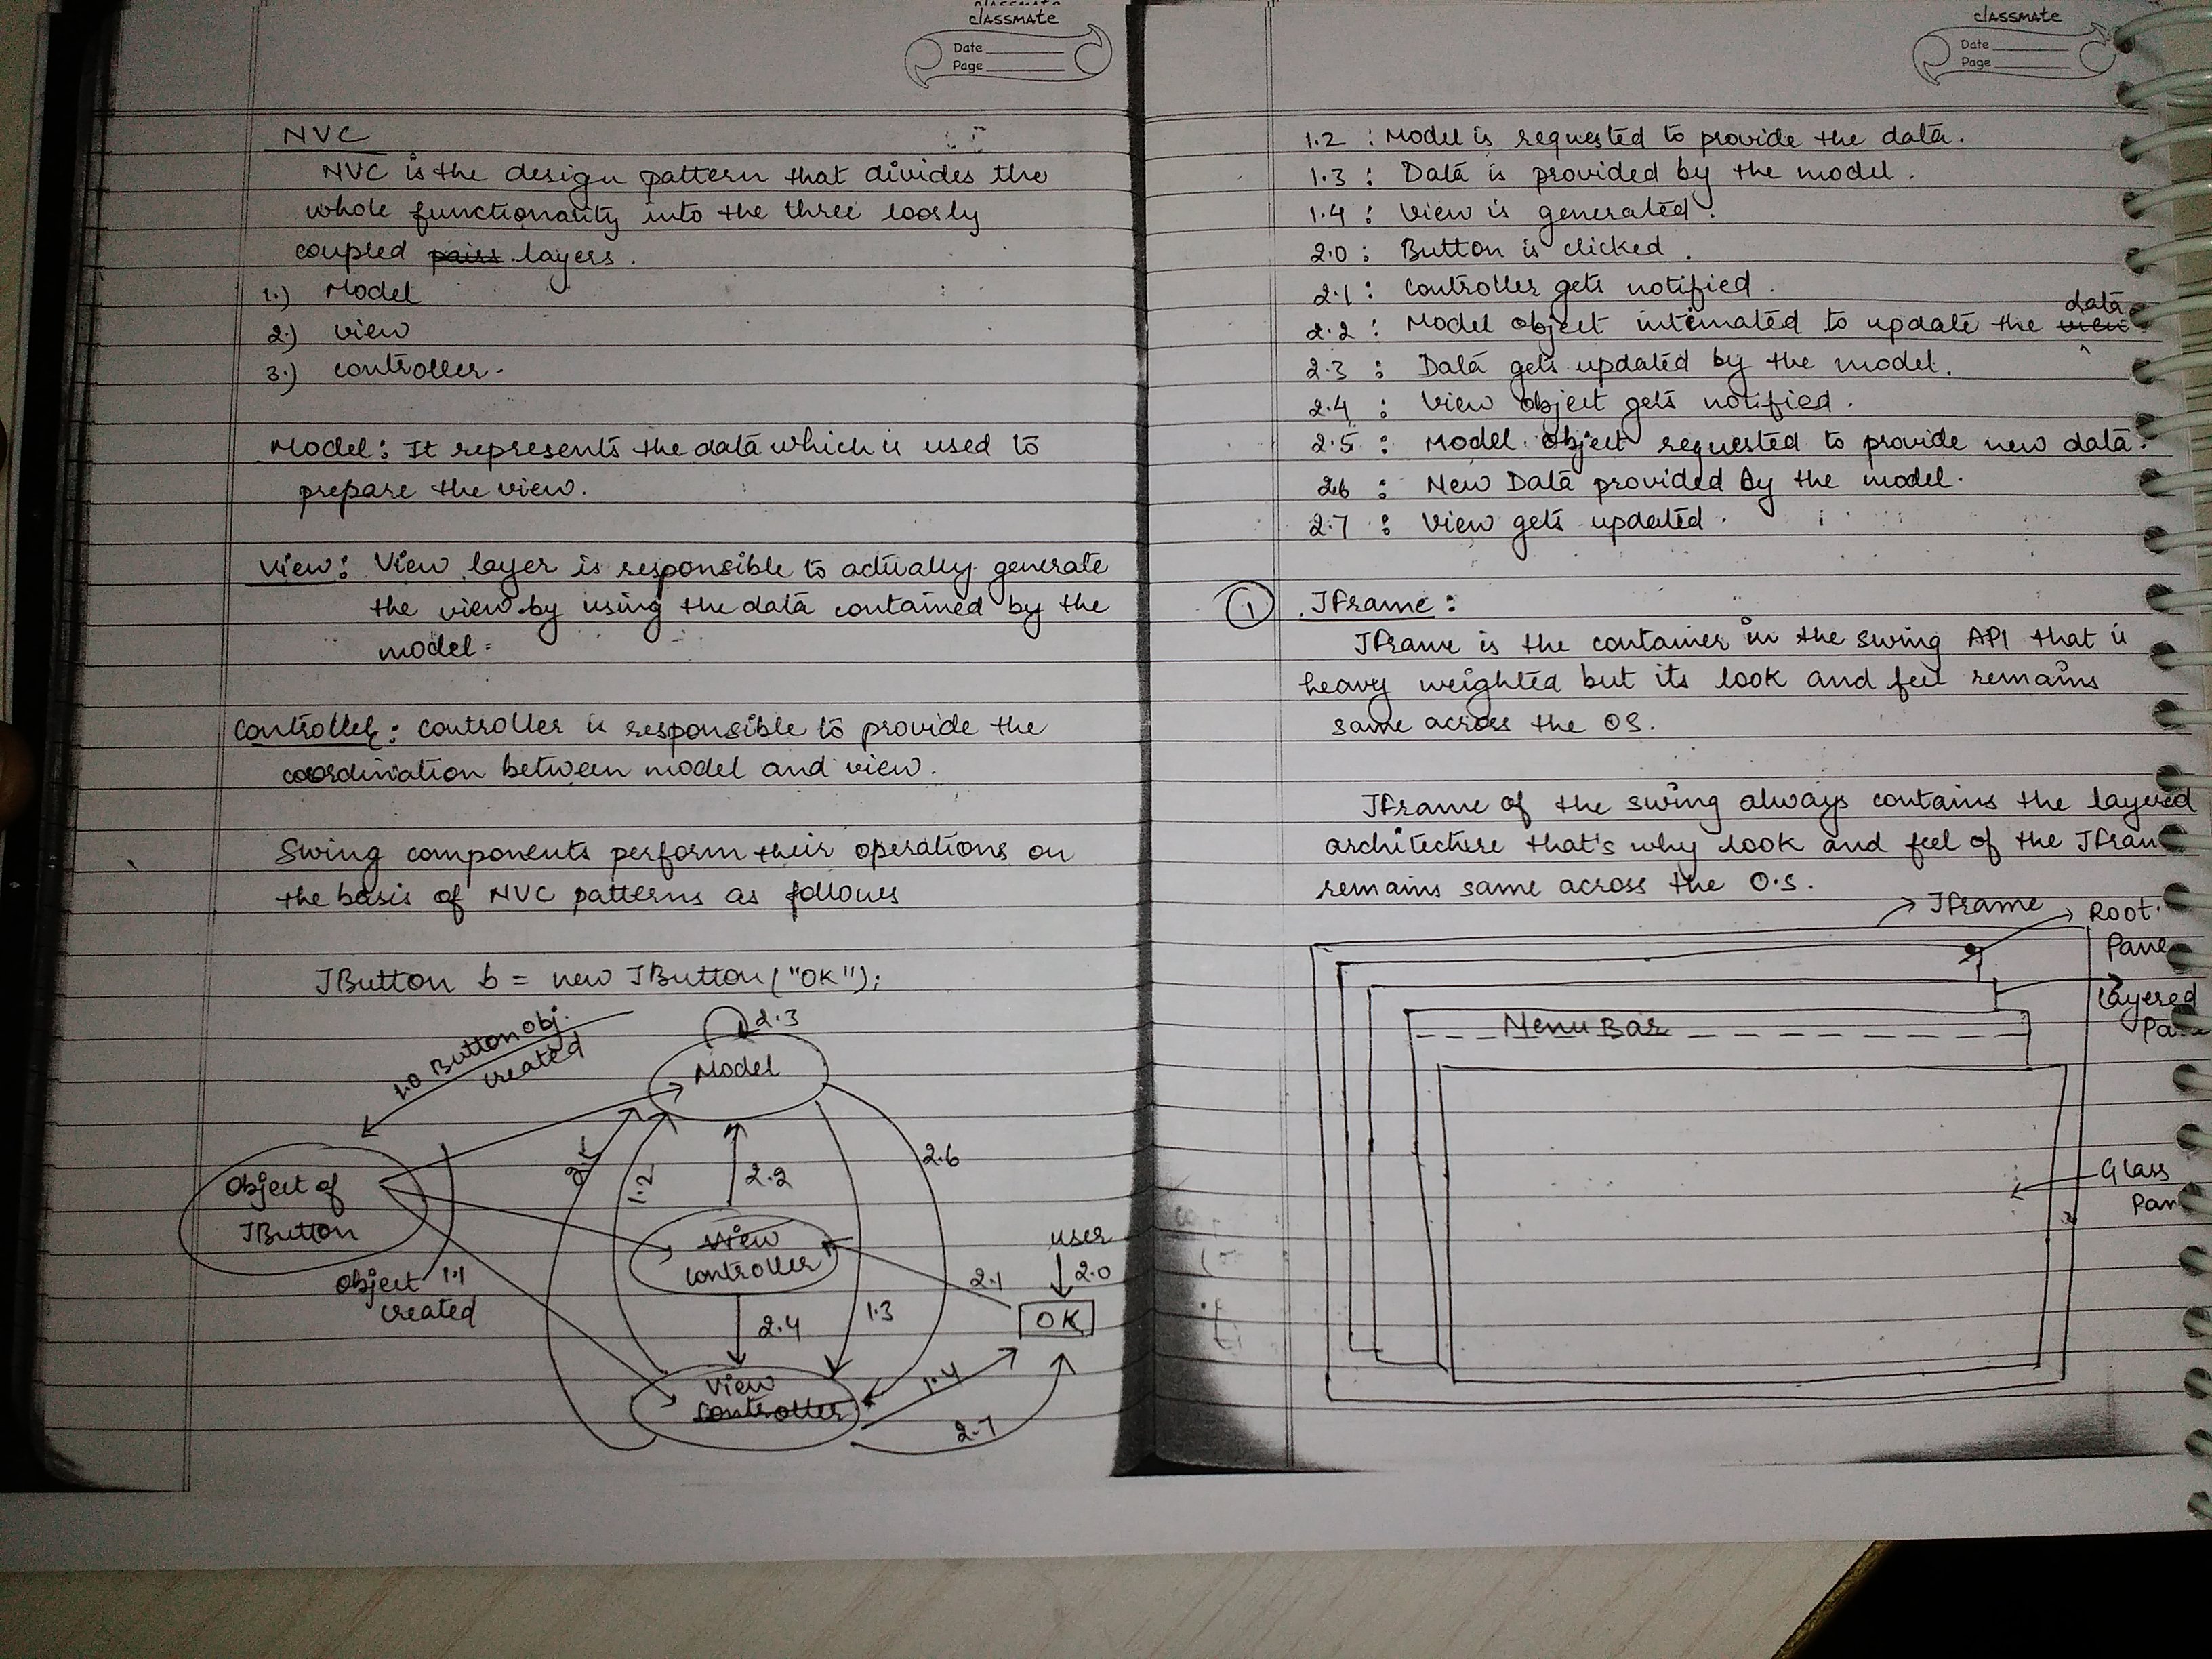 classmate
Date
Page
NVC
NVC is the design pattern that divides the
whole functionality into the three loosly
coupled pairs layers.
1.) Model
2.) view
3.) controller.
Model: It represents the data which is used to
prepare the view.
View: View layer is responsible to actually generate
the view by using the data contained by the
model.
Controller: controller is responsible to provide the
coordination between model and view.
Swing components perform their operations on
the basis of NVC patterns as follows
JButton b = new JButton("OK");
1.0 Button obj.
created
2.3
Model
Object of
JButton
Object 1.1
created
1.2
2.2
2.6
View
controller
user
2.0
2.1
OK
1.3
2.4
View
controller
1.4
2.7
classmate
Date
Page
1.2 : Model is requested to provide the data.
1.3 : Data is provided by the model.
1.4 : View is generated.
2.0 : Button is clicked.
2.1 : controller gets notified.
2.2 : Model object intimated to update the view data
2.3 : Data gets updated by the model.
2.4 : View object gets notified.
2.5 : Model object requested to provide new data.
2.6 : New Data provided by the model.
2.7 : View gets updated.
1 JFrame:
JFrame is the container in the swing API that is
heavy weighted but its look and feel remains
same across the OS.
JFrame of the swing always contains the layered
architecture that's why look and feel of the JFram
remains same across the O.S.
JFrame
Root
Pane
Layered
Pa
Menu Bar
Glass
Pan